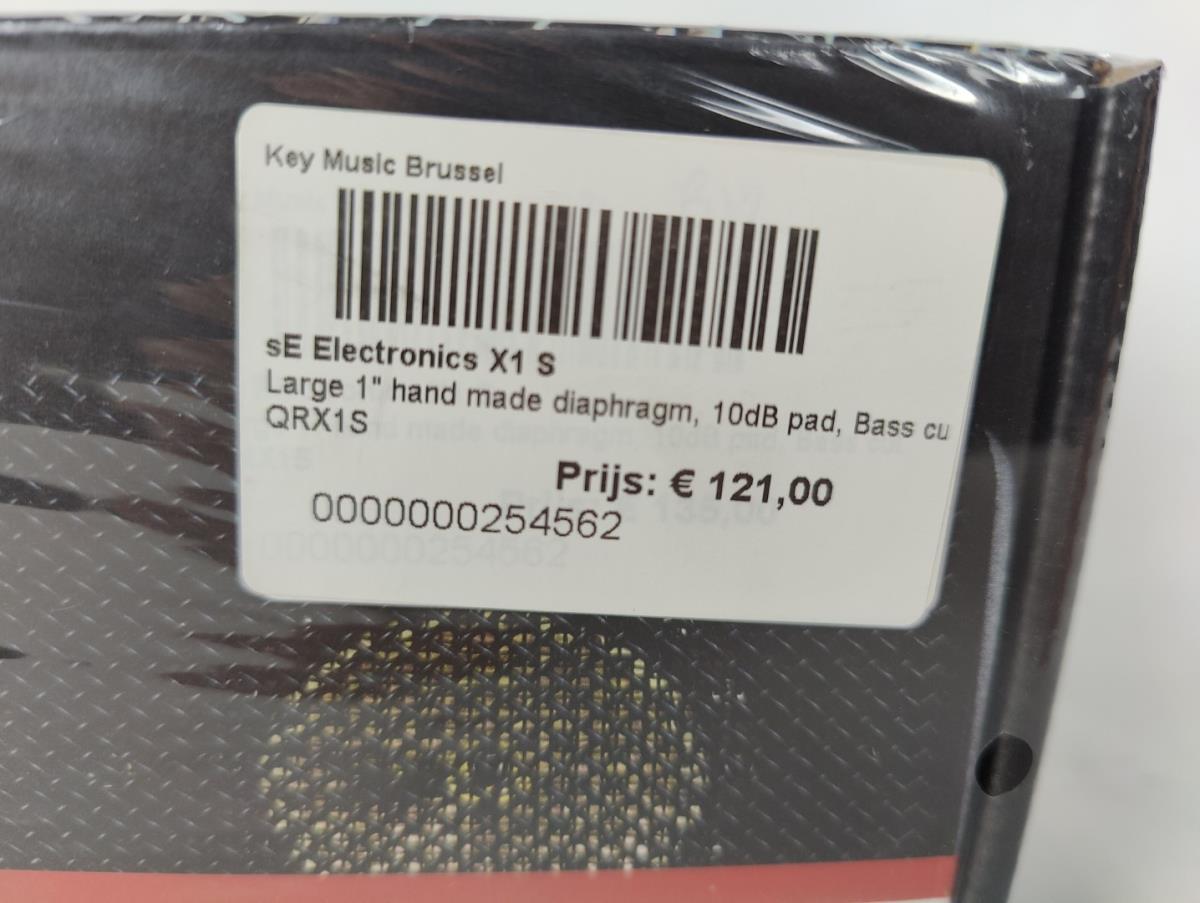 Key Music Brussel
sE Electronics X1 S
Large 1" hand made diaphragm, 10dB pad, Bass cu
QRX1S
Prijs: € 121,00
0000000254562